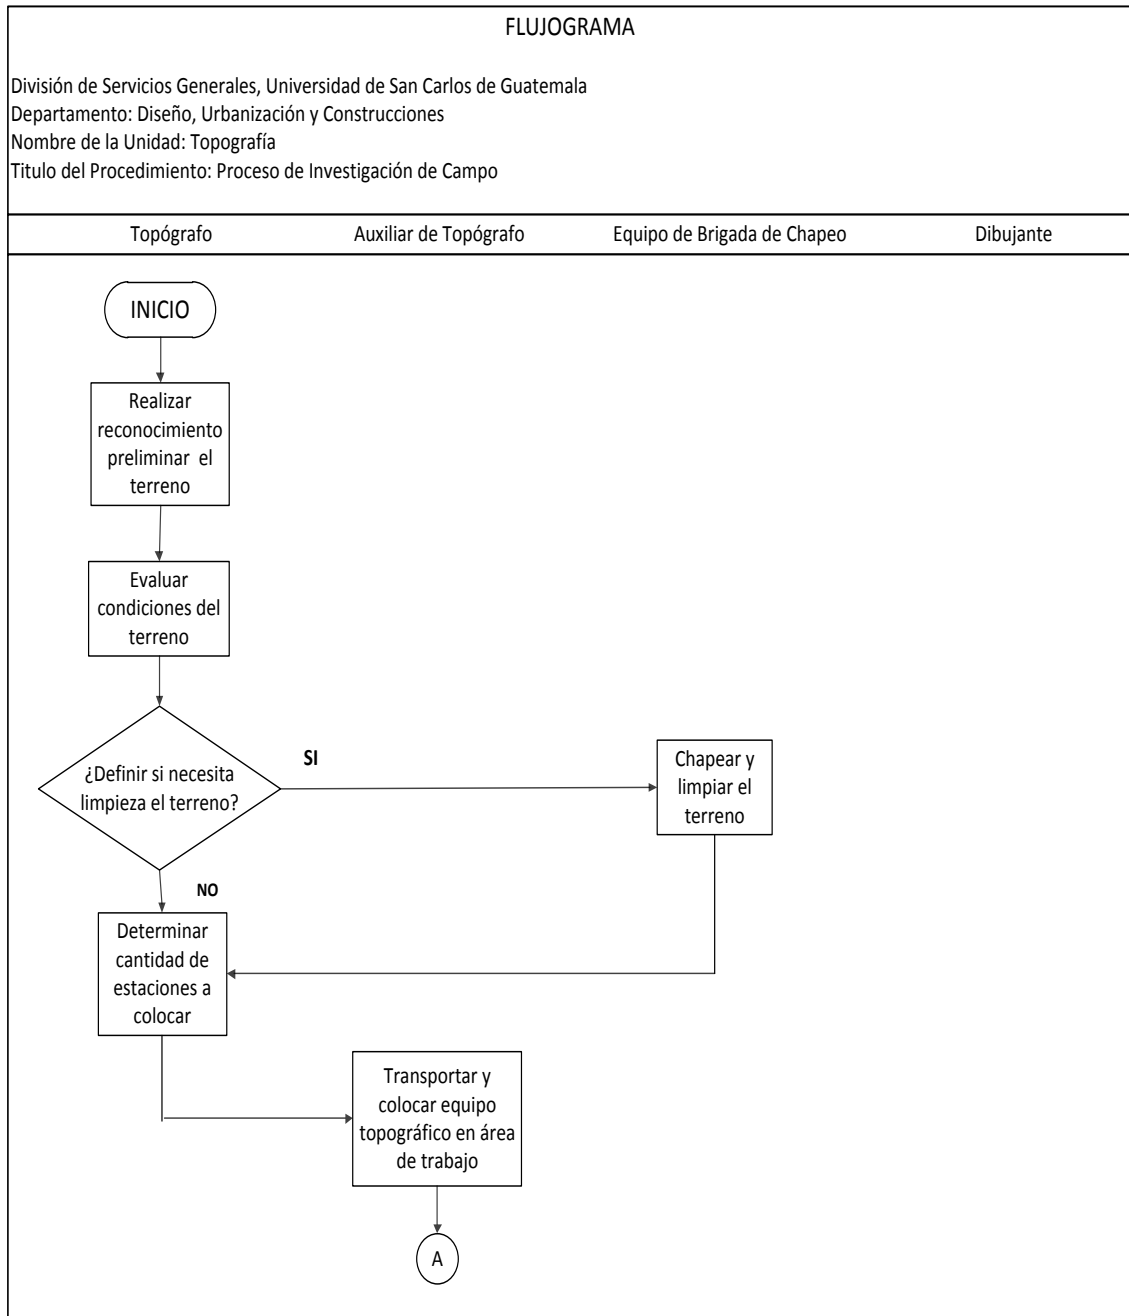 FLUJOGRAMA
División de Servicios Generales, Universidad de San Carlos de Guatemala
Departamento: Diseño, Urbanización y Construcciones
Nombre de la Unidad: Topografía
Titulo del Procedimiento: Proceso de Investigación de Campo
Topógrafo
Auxiliar de Topógrafo
Equipo de Brigada de Chapeo
Dibujante
INICIO
Realizar
reconocimiento
preliminar el
terreno
Evaluar
condiciones del
terreno
¿Definir si necesita
limpieza el terreno?
SI
Chapear y
limpiar el
terreno
NO
Determinar
cantidad de
estaciones a
colocar
Transportar y
colocar equipo
topográfico en área
de trabajo
A